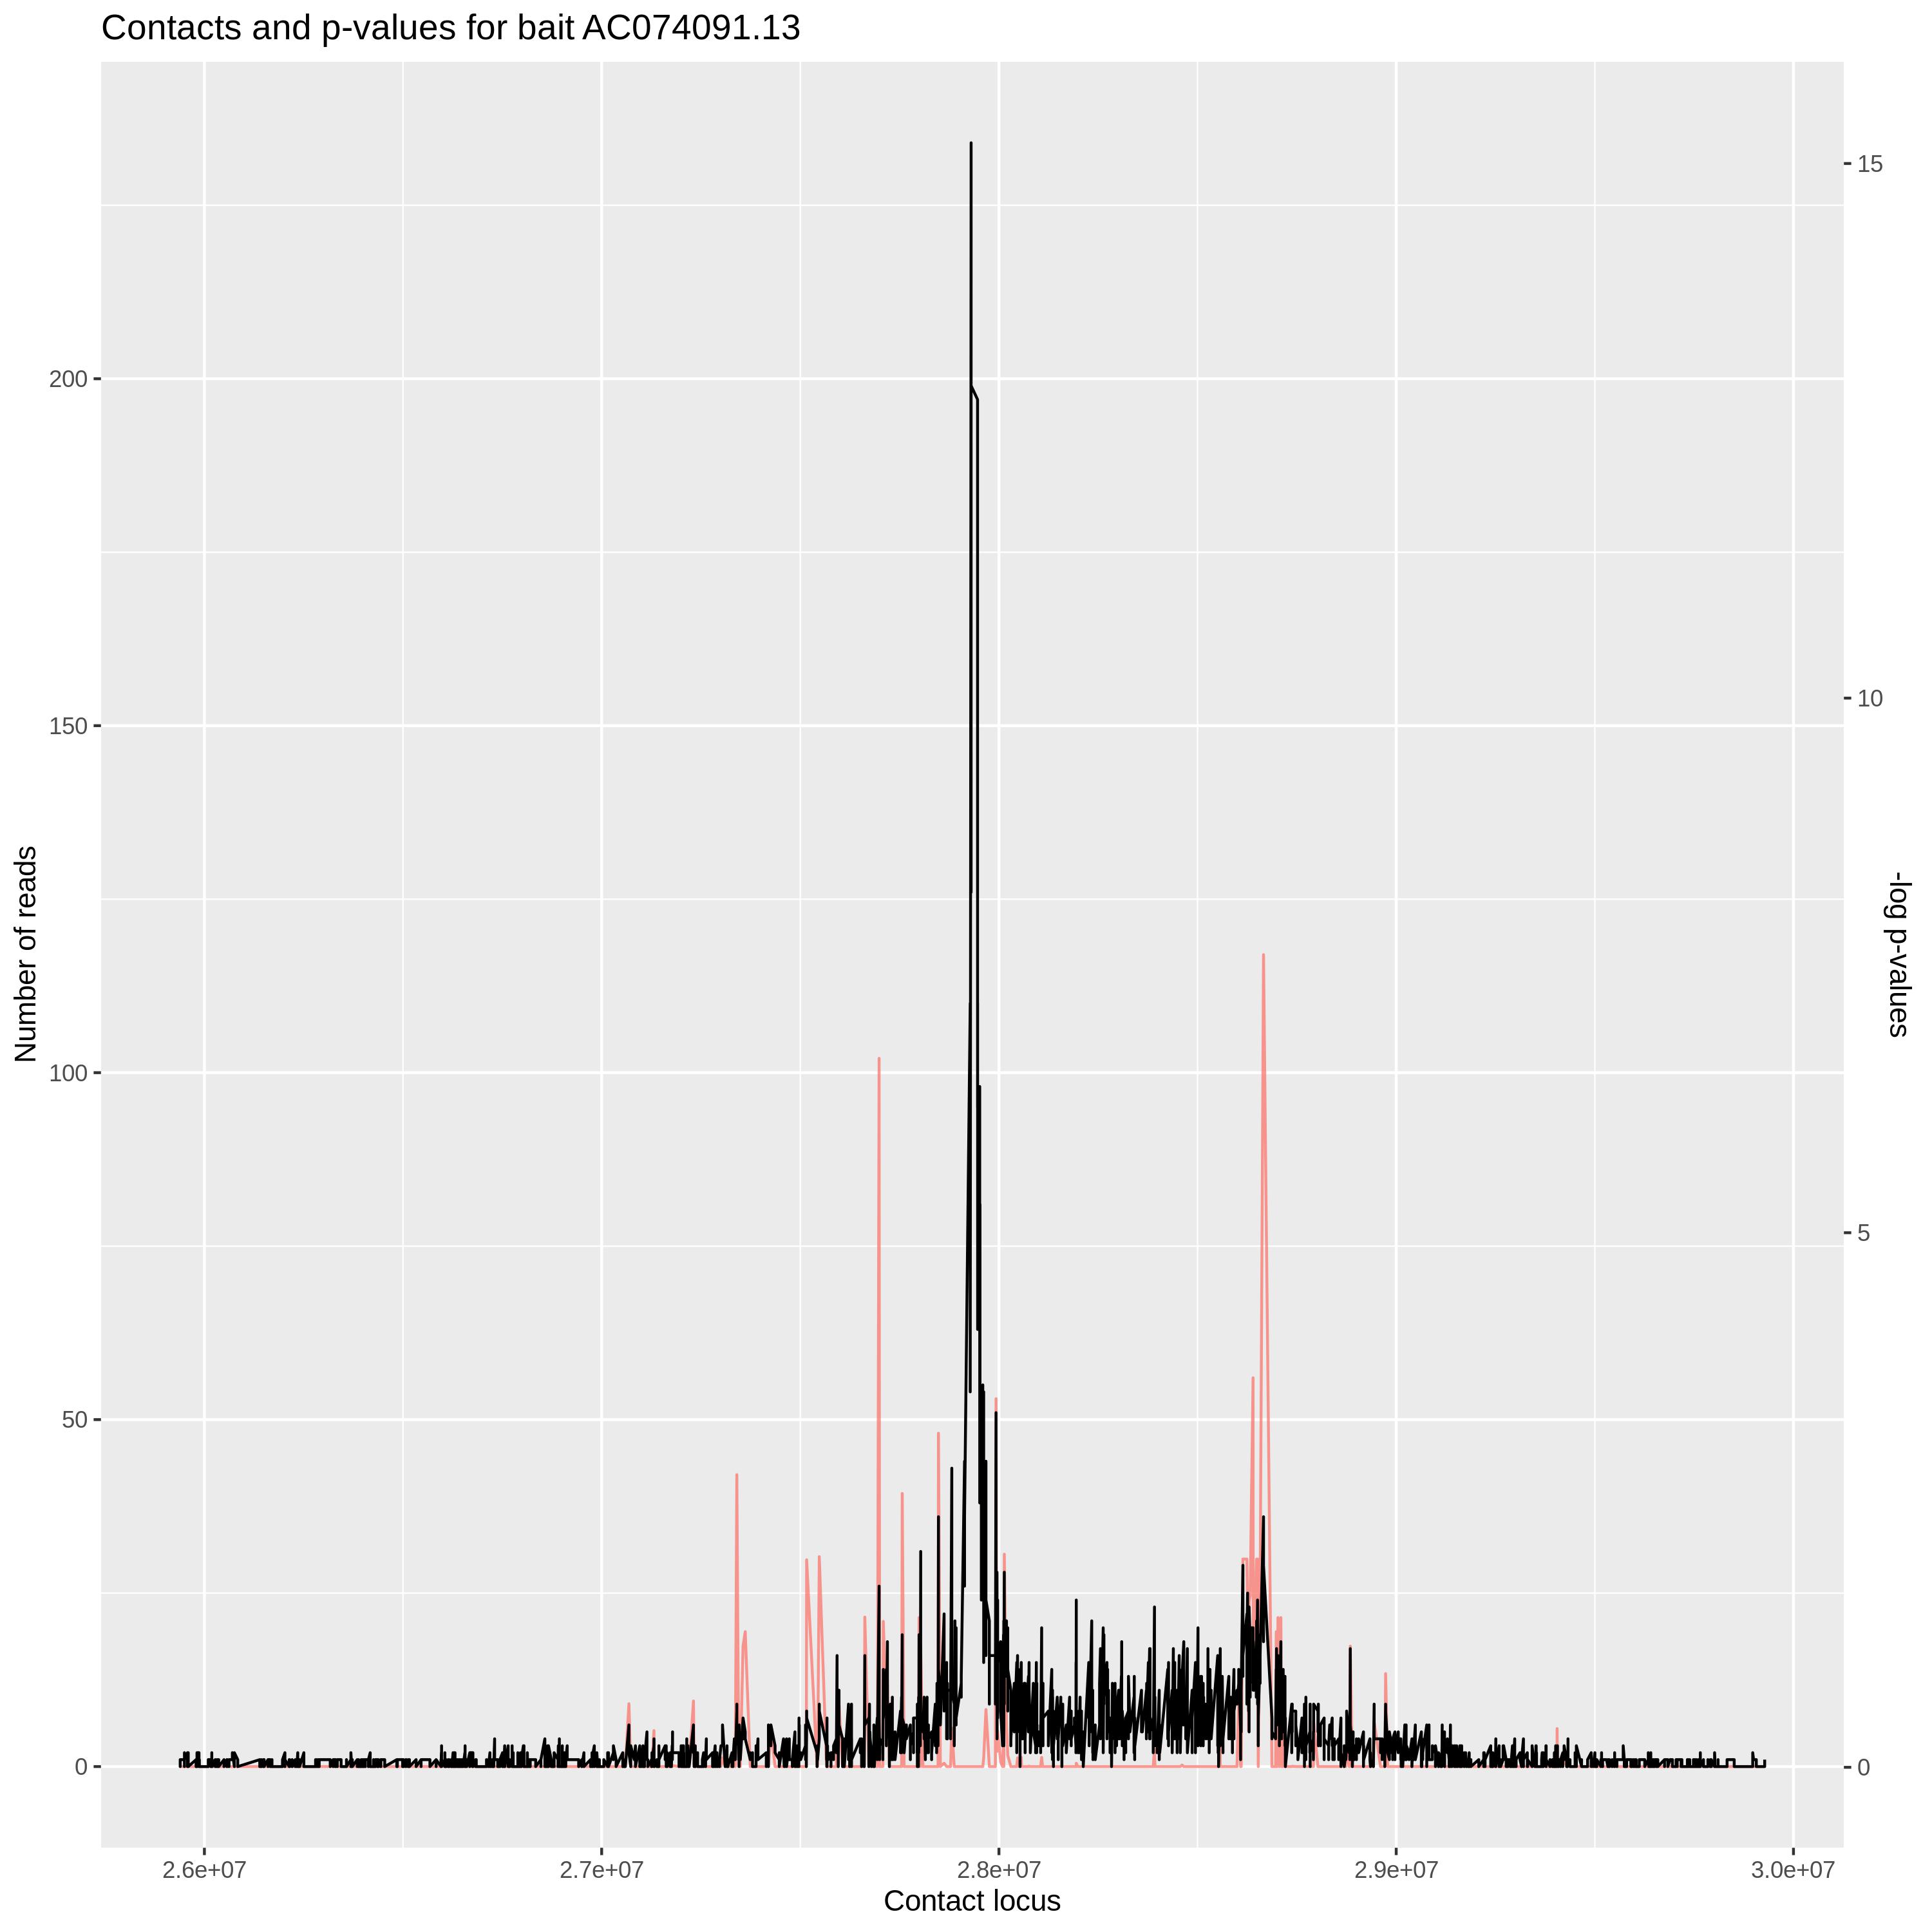 Contacts and p-values for bait AC074091.13
200
150
100
50
0
Number of reads
15
10
5
0
-log p-values
2.6e+07
2.7e+07
2.8e+07
2.9e+07
3.0e+07
Contact locus